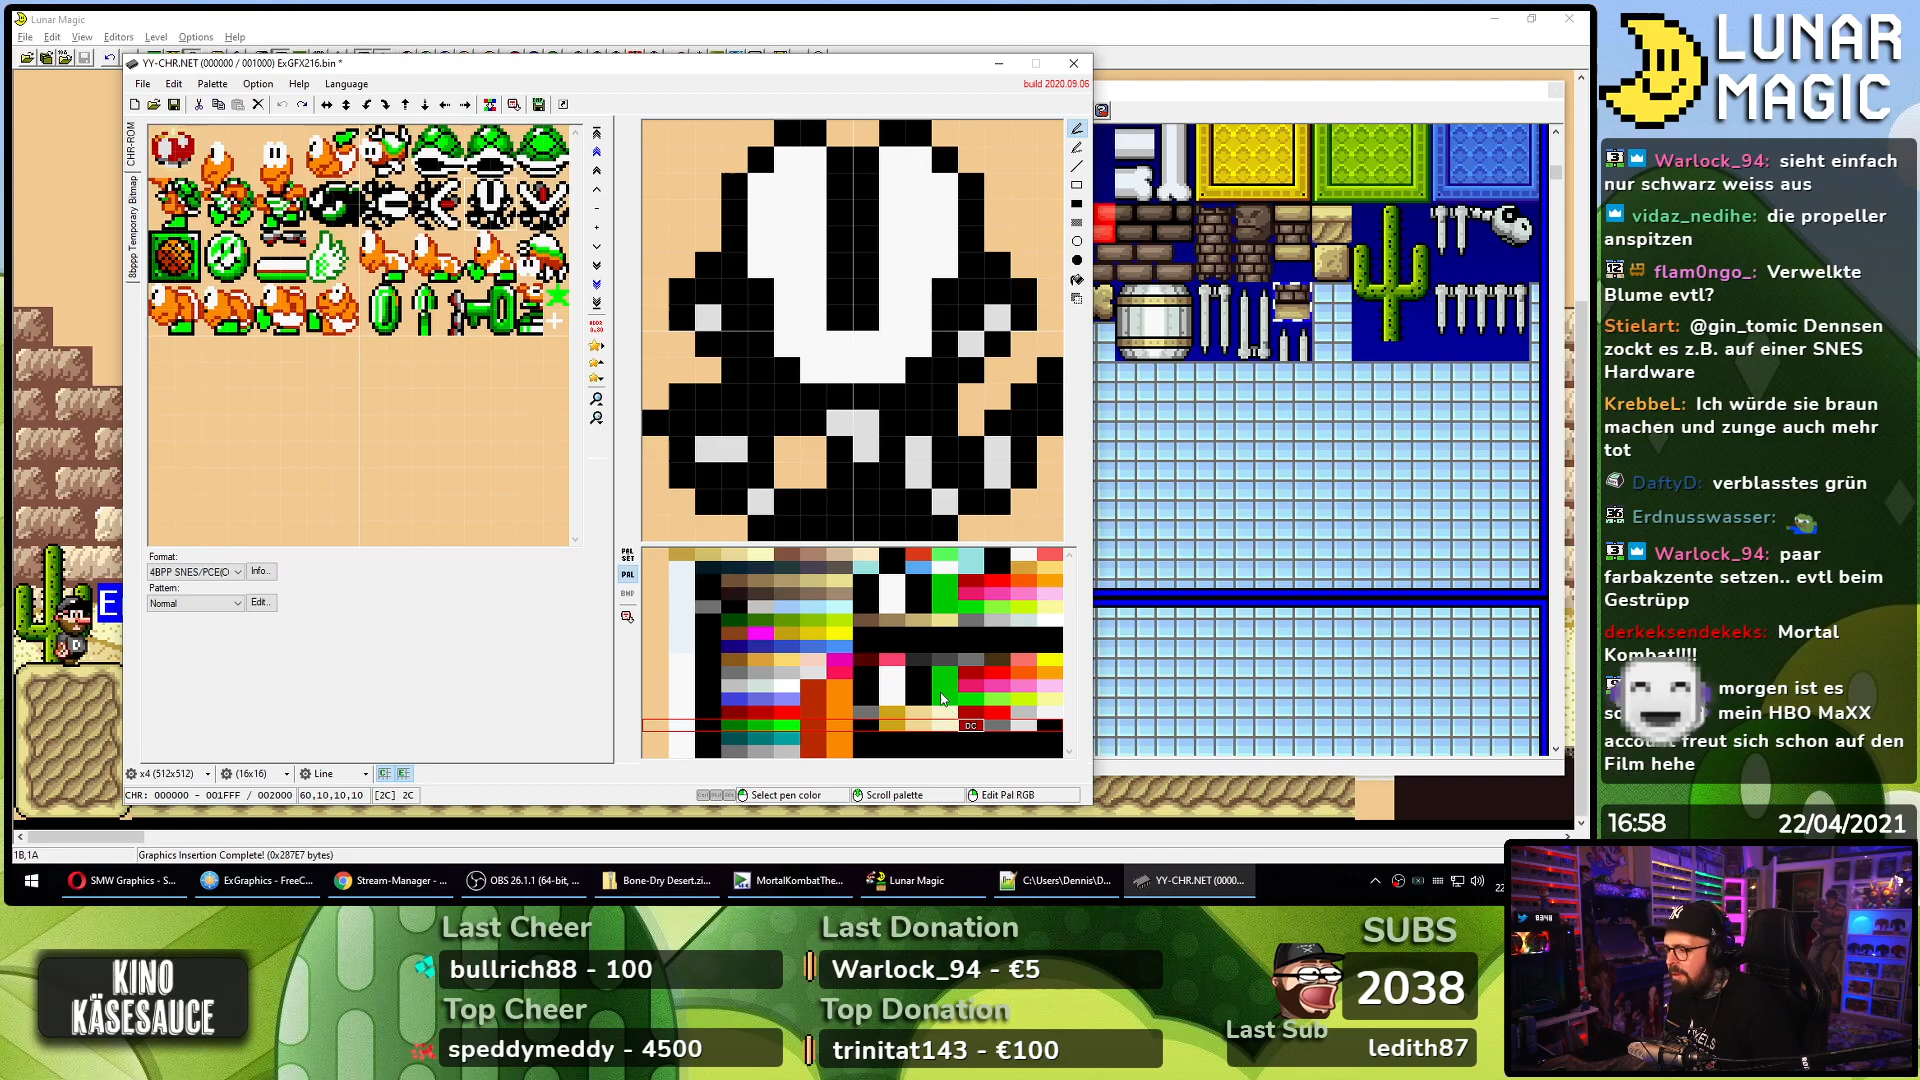 Lunar Magic
File Edit View Editors Level Options Help
YY-CHR.NET (000000 / 001000) ExGFX216.bin *
File Edit Palette Option Help Language
build 2020.09.06
CHR-ROM
8bppp Temporary Bitmap
PAL SET
PAL
BMP
DC
Format:
4BPP SNES/PCE(C
Info..
Pattern:
Normal
Edit..
x4 (512x512)
(16x16)
Line
CHR: 000000 - 001FFF / 002000
60,10,10,10
[2C] 2C
Select pen color
Scroll palette
Edit Pal RGB
1B,1A
Graphics Insertion Complete! (0x287E7 bytes)
SMW Graphics - S...
ExGraphics - FreeC...
Stream-Manager - ...
OBS 26.1.1 (64-bit, ...
Bone-Dry Desert.zi...
MortalKombatThe...
Lunar Magic
C:\Users\Dennis\D...
YY-CHR.NET (0000...
LUNAR
MAGIC
Warlock_94: sieht einfach
nur schwarz weiss aus
vidaz_nedihe: die propeller
anspitzen
flam0ngo_: Verwelkte
Blume evtl?
Stielart: @gin_tomic Dennsen
zockt es z.B. auf einer SNES
Hardware
KrebbeL: Ich würde sie braun
machen und zunge auch mehr
tot
DaftyD: verblasstes grün
Erdnusswasser:
Warlock_94: paar
farbakzente setzen.. evtl beim
Gestrüpp
derkeksendekeks: Mortal
Kombat!!!!
morgen ist es
mein HBO MaXX
account freut sich schon auf den
Film hehe
16:58
22/04/2021
KINO
KÄSESAUCE
Last Cheer
bullrich88 - 100
Top Cheer
speddymeddy - 4500
Last Donation
Warlock_94 - €5
Top Donation
trinitat143 - €100
SUBS
2038
Last Sub
ledith87